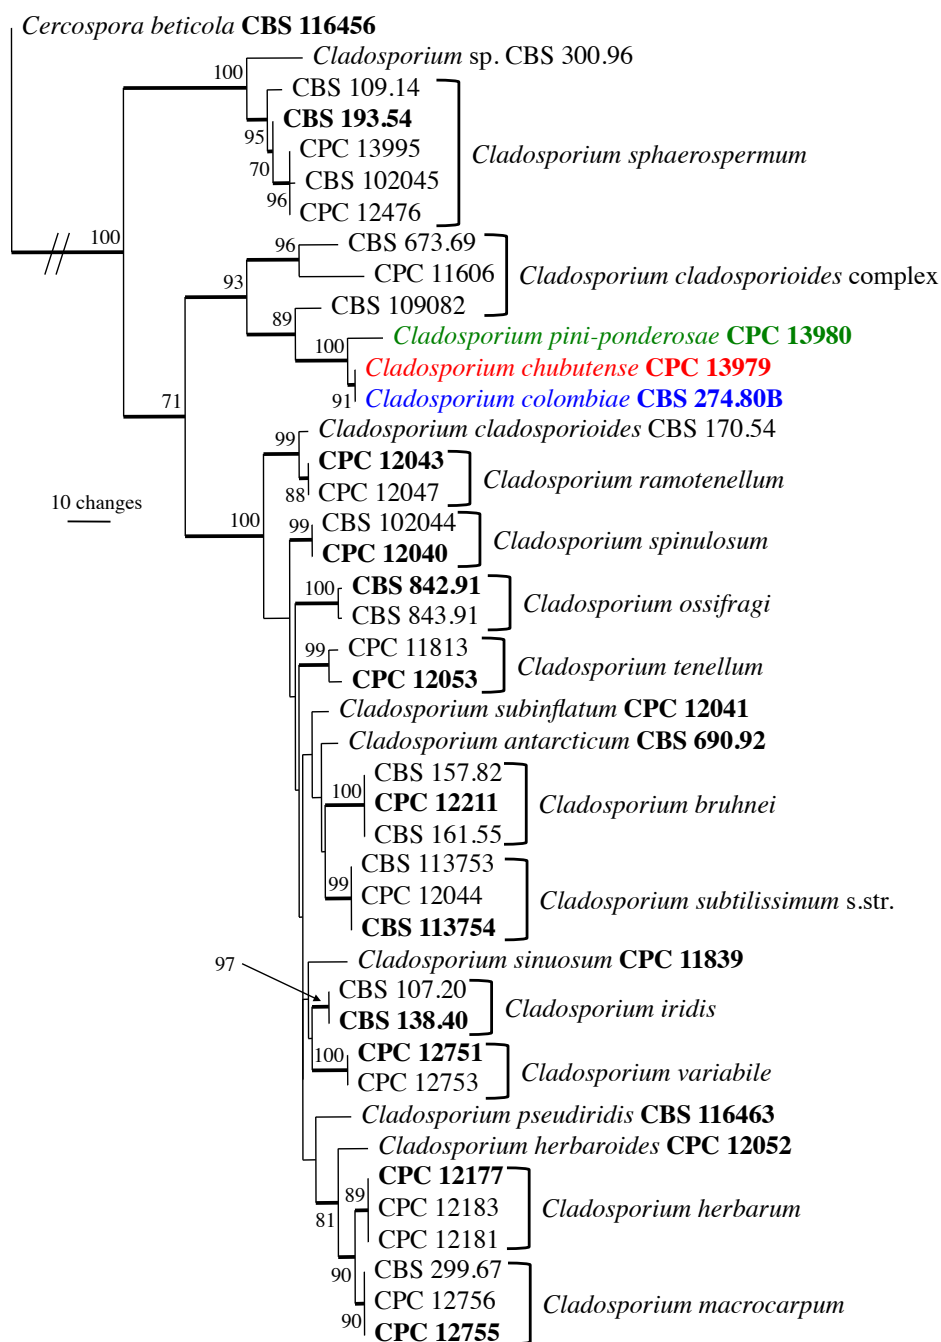 Cercospora beticola CBS 116456
Cladosporium sp. CBS 300.96
100
CBS 109.14
CBS 193.54
95
CPC 13995
Cladosporium sphaerospermum
70
CBS 102045
96
CPC 12476
100
CBS 673.69
96
CPC 11606
Cladosporium cladosporioides complex
93
CBS 109082
89
Cladosporium pini-ponderosae CPC 13980
100
Cladosporium chubutense CPC 13979
91
Cladosporium colombiae CBS 274.80B
71
Cladosporium cladosporioides CBS 170.54
99
CPC 12043
Cladosporium ramotenellum
88
CPC 12047
10 changes
100
CBS 102044
99
Cladosporium spinulosum
CPC 12040
CBS 842.91
100
Cladosporium ossifragi
CBS 843.91
CPC 11813
99
Cladosporium tenellum
CPC 12053
Cladosporium subinflatum CPC 12041
Cladosporium antarcticum CBS 690.92
CBS 157.82
100
CPC 12211
Cladosporium bruhnei
CBS 161.55
CBS 113753
99
CPC 12044
Cladosporium subtilissimum s.str.
CBS 113754
97
Cladosporium sinuosum CPC 11839
CBS 107.20
Cladosporium iridis
CBS 138.40
CPC 12751
100
Cladosporium variabile
CPC 12753
Cladosporium pseudiridis CBS 116463
Cladosporium herbaroides CPC 12052
CPC 12177
89
CPC 12183
Cladosporium herbarum
81
CPC 12181
90
CBS 299.67
CPC 12756
Cladosporium macrocarpum
90
CPC 12755